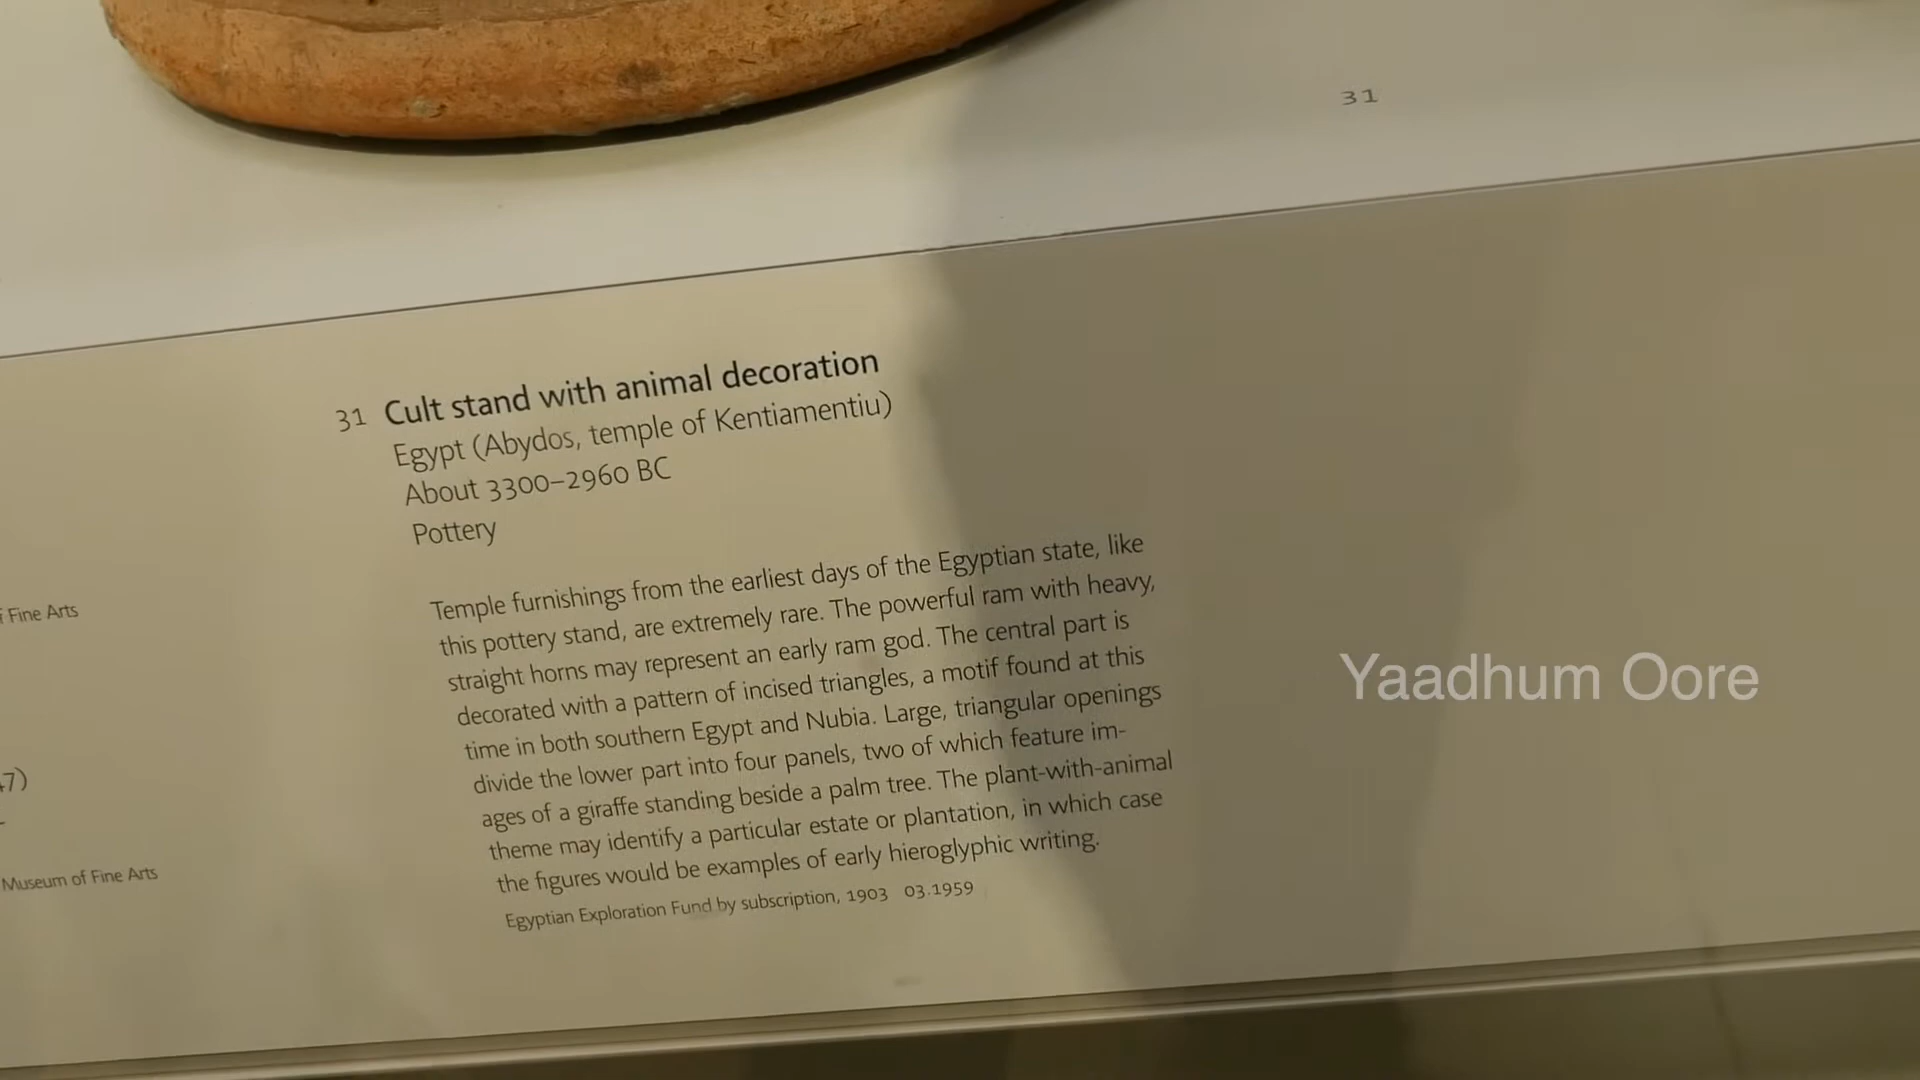 31
31 Cult stand with animal decoration
Egypt (Abydos, temple of Kentiamentiu)
About 3300–2960 BC
Pottery
Temple furnishings from the earliest days of the Egyptian state, like
this pottery stand, are extremely rare. The powerful ram with heavy,
straight horns may represent an early ram god. The central part is
decorated with a pattern of incised triangles, a motif found at this
time in both southern Egypt and Nubia. Large, triangular openings
divide the lower part into four panels, two of which feature im-
ages of a giraffe standing beside a palm tree. The plant-with-animal
theme may identify a particular estate or plantation, in which case
the figures would be examples of early hieroglyphic writing.
Egyptian Exploration Fund by subscription, 1903 03.1959
Fine Arts
47)
Museum of Fine Arts
Yaadhum Oore